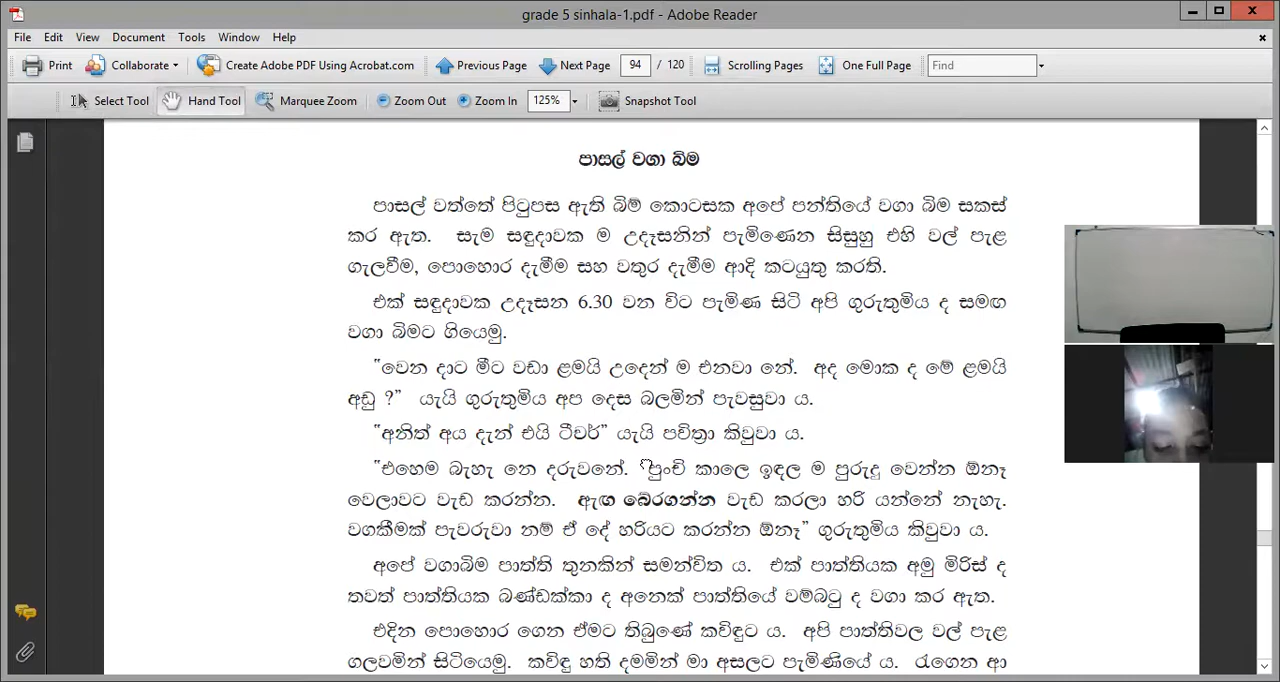 grade 5 sinhala-1.pdf - Adobe Reader
File Edit View Document Tools Window Help
Print Collaborate Create Adobe PDF Using Acrobat.com Previous Page Next Page 94 / 120 Scrolling Pages One Full Page Find
Select Tool Hand Tool Marquee Zoom Zoom Out Zoom In 125% Snapshot Tool
පාසල් වගා බිම
පාසල් වත්තේ පිටුපස ඇති බිම් කොටසක අපේ පන්තියේ වගා බිම සකස්
කර ඇත. සැම සඳුදාවක ම උදෑසනින් පැමිණෙන සිසුහු එහි වල් පැළ
ගැලවීම, පොහොර දැමීම සහ වතුර දැමීම ආදි කටයුතු කරති.
එක් සඳුදාවක උදෑසන 6.30 වන විට පැමිණ සිටි අපි ගුරුතුමිය ද සමඟ
වගා බිමට ගියෙමු.
"වෙන දාට මීට වඩා ළමයි උදෙන් ම එනවා නේ. අද මොක ද මේ ළමයි
අඩු ?" යැයි ගුරුතුමිය අප දෙස බලමින් පැවසුවා ය.
"අනිත් අය දැන් එයි ටීචර්" යැයි පවිත්‍රා කිවුවා ය.
"එහෙම බැහැ නෙ දරුවනේ. පුංචි කාලෙ ඉඳල ම පුරුදු වෙන්න ඕනෑ
වෙලාවට වැඩ කරන්න. ඇඟ බේරගන්න වැඩ කරලා හරි යන්නේ නැහැ.
වගකීමක් පැවරුවා නම් ඒ දේ හරියට කරන්න ඕනෑ" ගුරුතුමිය කිවුවා ය.
අපේ වගාබිම පාත්ති තුනකින් සමන්විත ය. එක් පාත්තියක අමු මිරිස් ද
තවත් පාත්තියක බණ්ඩක්කා ද අනෙක් පාත්තියේ වම්බටු ද වගා කර ඇත.
එදින පොහොර ගෙන ඒමට තිබුණේ කවිඳුට ය. අපි පාත්තිවල වල් පැළ
ගලවමින් සිටියෙමු. කවිඳු හති දමමින් මා අසලට පැමිණියේ ය. රැගෙන ආ